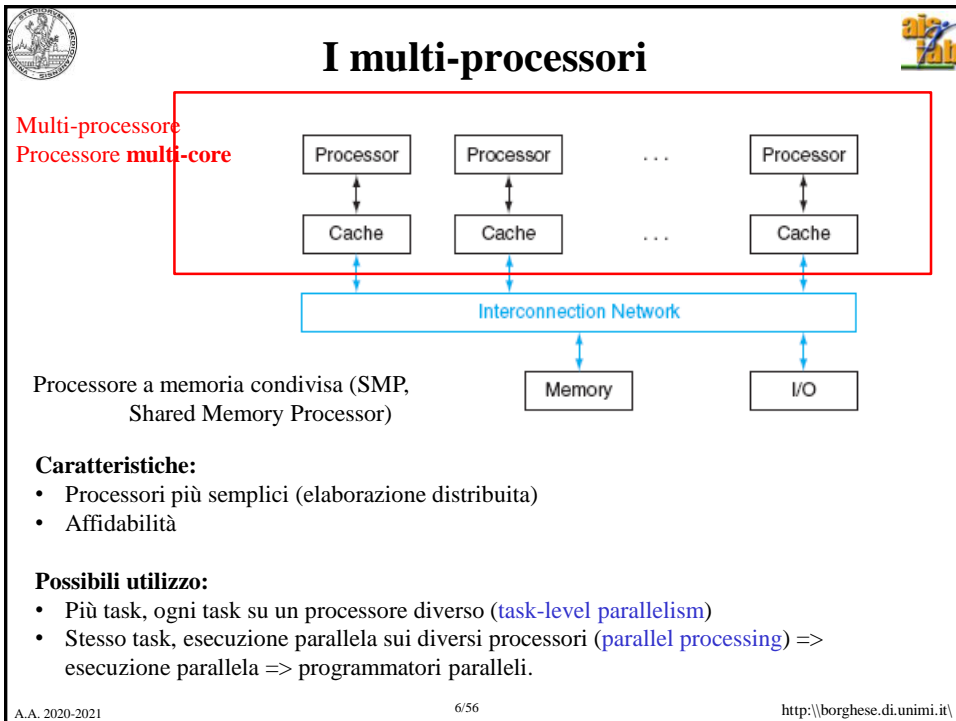 I multi-processori
Multi-processore
Processore multi-core
Processor Processor . . . Processor
Cache Cache . . . Cache
Interconnection Network
Memory I/O
Processore a memoria condivisa (SMP,
Shared Memory Processor)
Caratteristiche:
• Processori più semplici (elaborazione distribuita)
• Affidabilità
Possibili utilizzo:
• Più task, ogni task su un processore diverso (task-level parallelism)
• Stesso task, esecuzione parallela sui diversi processori (parallel processing) =>
esecuzione parallela => programmatori paralleli.
A.A. 2020-2021 6/56 http:\\borghese.di.unimi.it\